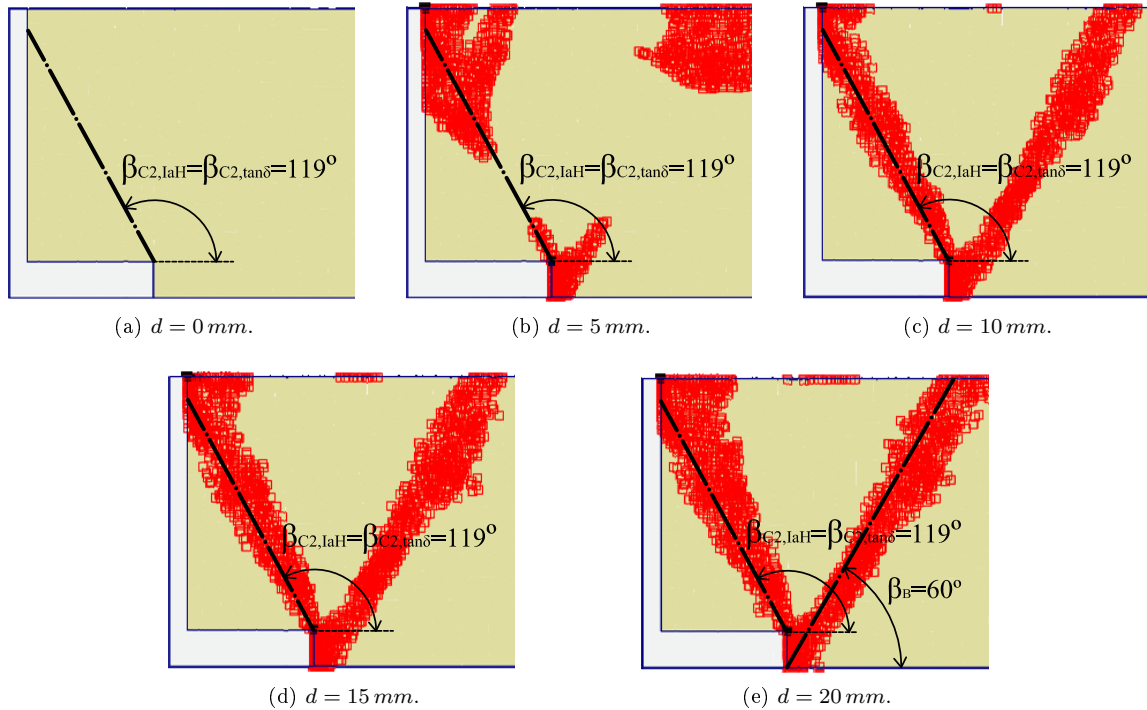 βC2,IaH=βC2,tanδ=119º
βC2,IaH=βC2,tanδ=119º
βC2,IaH=βC2,tanδ=119º
(a) d = 0 mm.
(b) d = 5 mm.
(c) d = 10 mm.
βC2,IaH=βC2,tanδ=119º
βC2,IaH=βC2,tanδ=119º
βB=60º
(d) d = 15 mm.
(e) d = 20 mm.